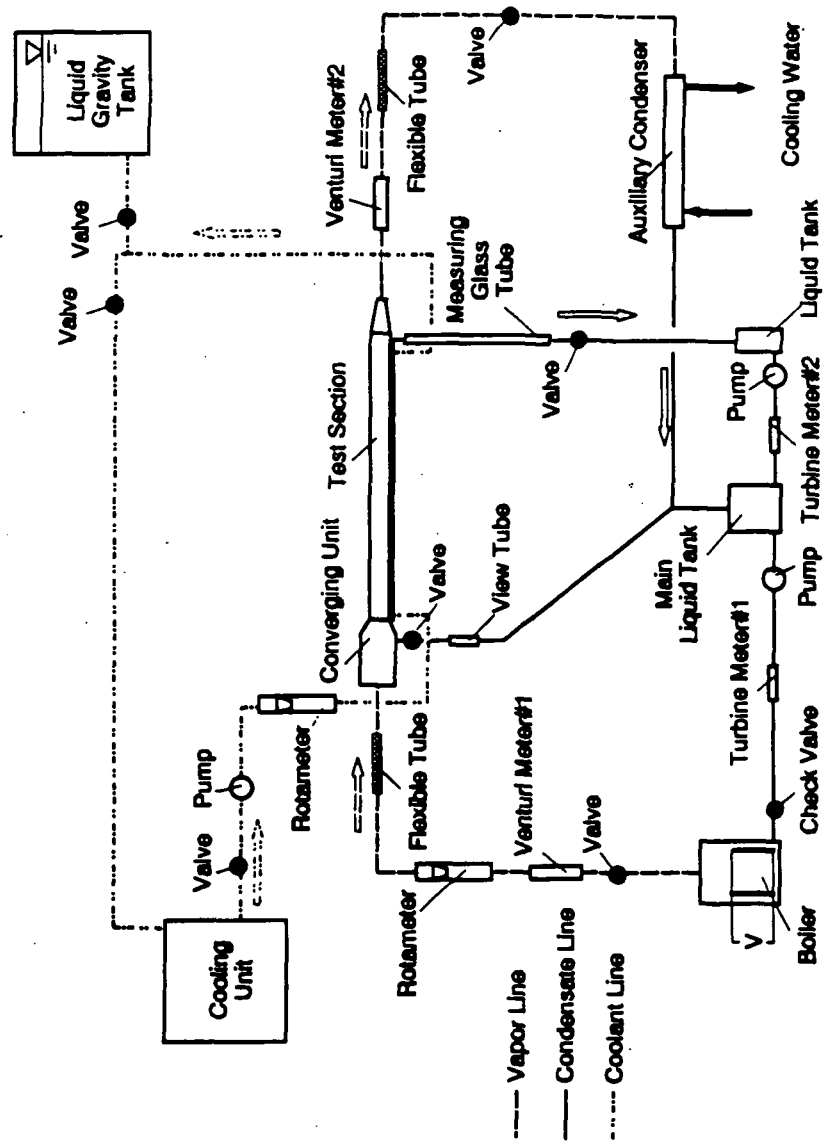 Liquid
Gravity
Tank
Valve
Valve
Cooling
Unit
Valve
Pump
Rotameter
Converging Unit
Test Section
Venturi Meter#2
Flexible Tube
Flexible Tube
Valve
View Tube
Measuring
Glass
Tube
Valve
Rotameter
Venturi Meter#1
Valve
Valve
Auxiliary Condenser
Cooling Water
Main
Liquid Tank
Pump
Turbine Meter#2
Liquid Tank
V
Boiler
Check Valve
Turbine Meter#1
Pump
Vapor Line
Condensate Line
Coolant Line